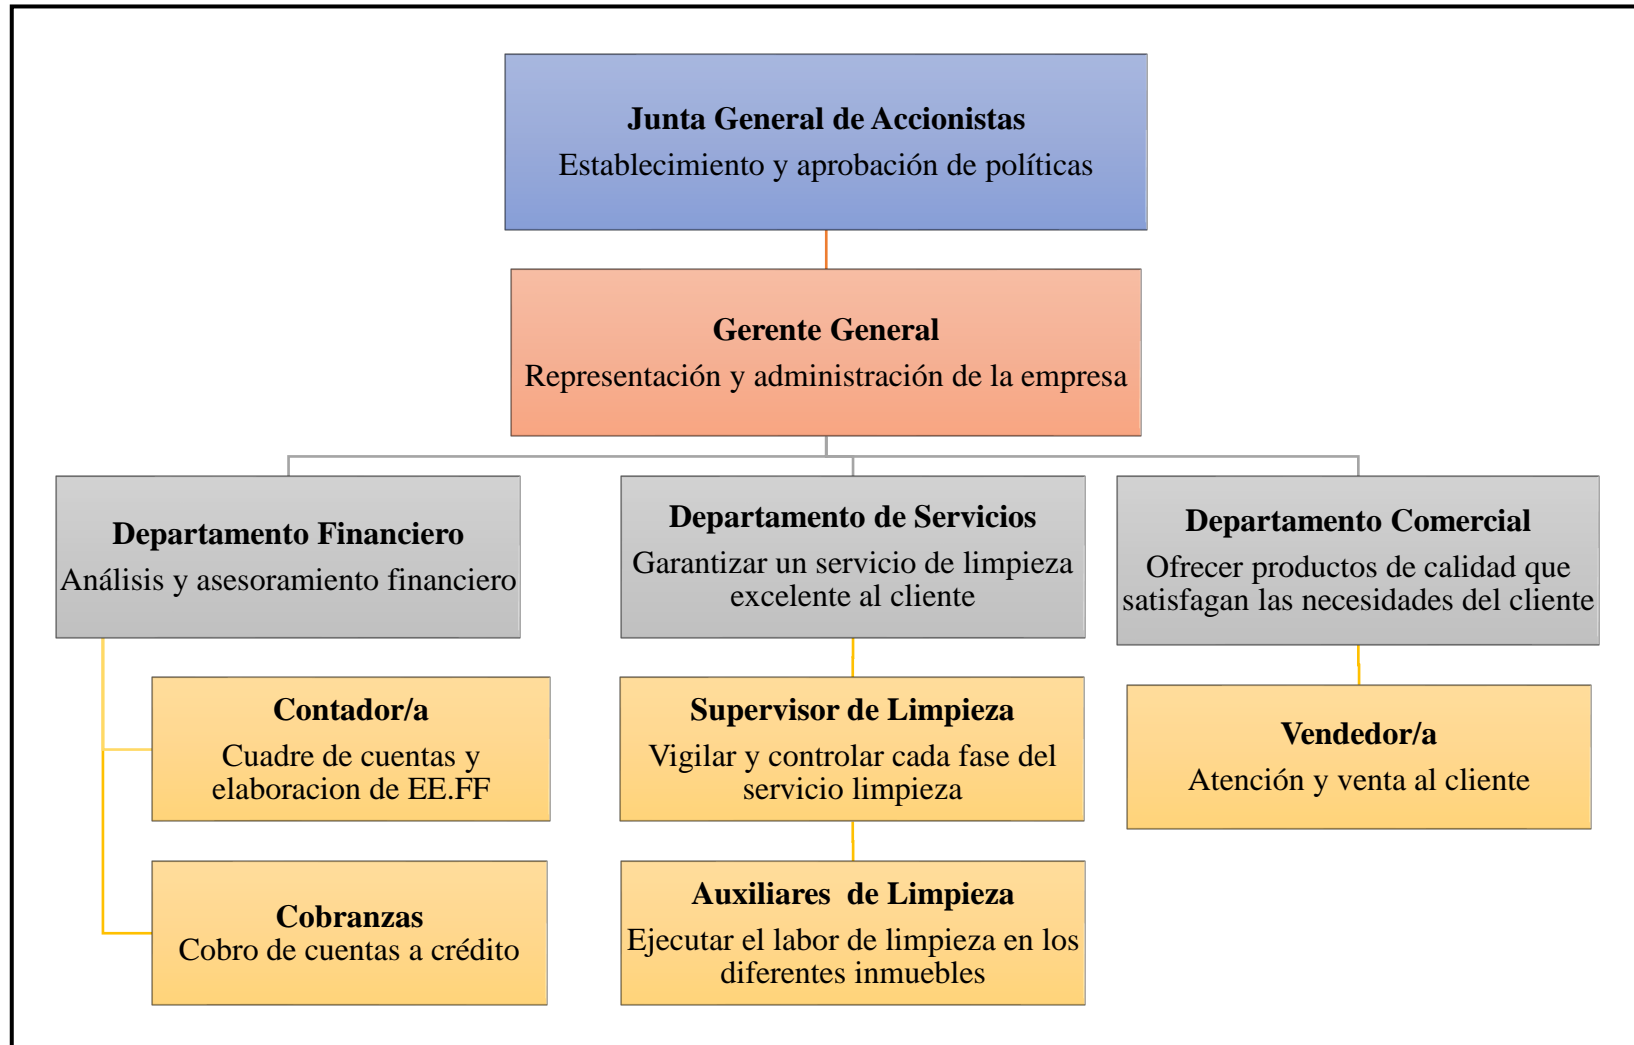 Junta General de Accionistas
Establecimiento y aprobación de políticas
Gerente General
Representación y administración de la empresa
Departamento Financiero
Análisis y asesoramiento financiero
Departamento de Servicios
Garantizar un servicio de limpieza
excelente al cliente
Departamento Comercial
Ofrecer productos de calidad que
satisfagan las necesidades del cliente
Contador/a
Cuadre de cuentas y
elaboracion de EE.FF
Supervisor de Limpieza
Vigilar y controlar cada fase del
servicio limpieza
Vendedor/a
Atención y venta al cliente
Cobranzas
Cobro de cuentas a crédito
Auxiliares  de Limpieza
Ejecutar el labor de limpieza en los
diferentes inmuebles